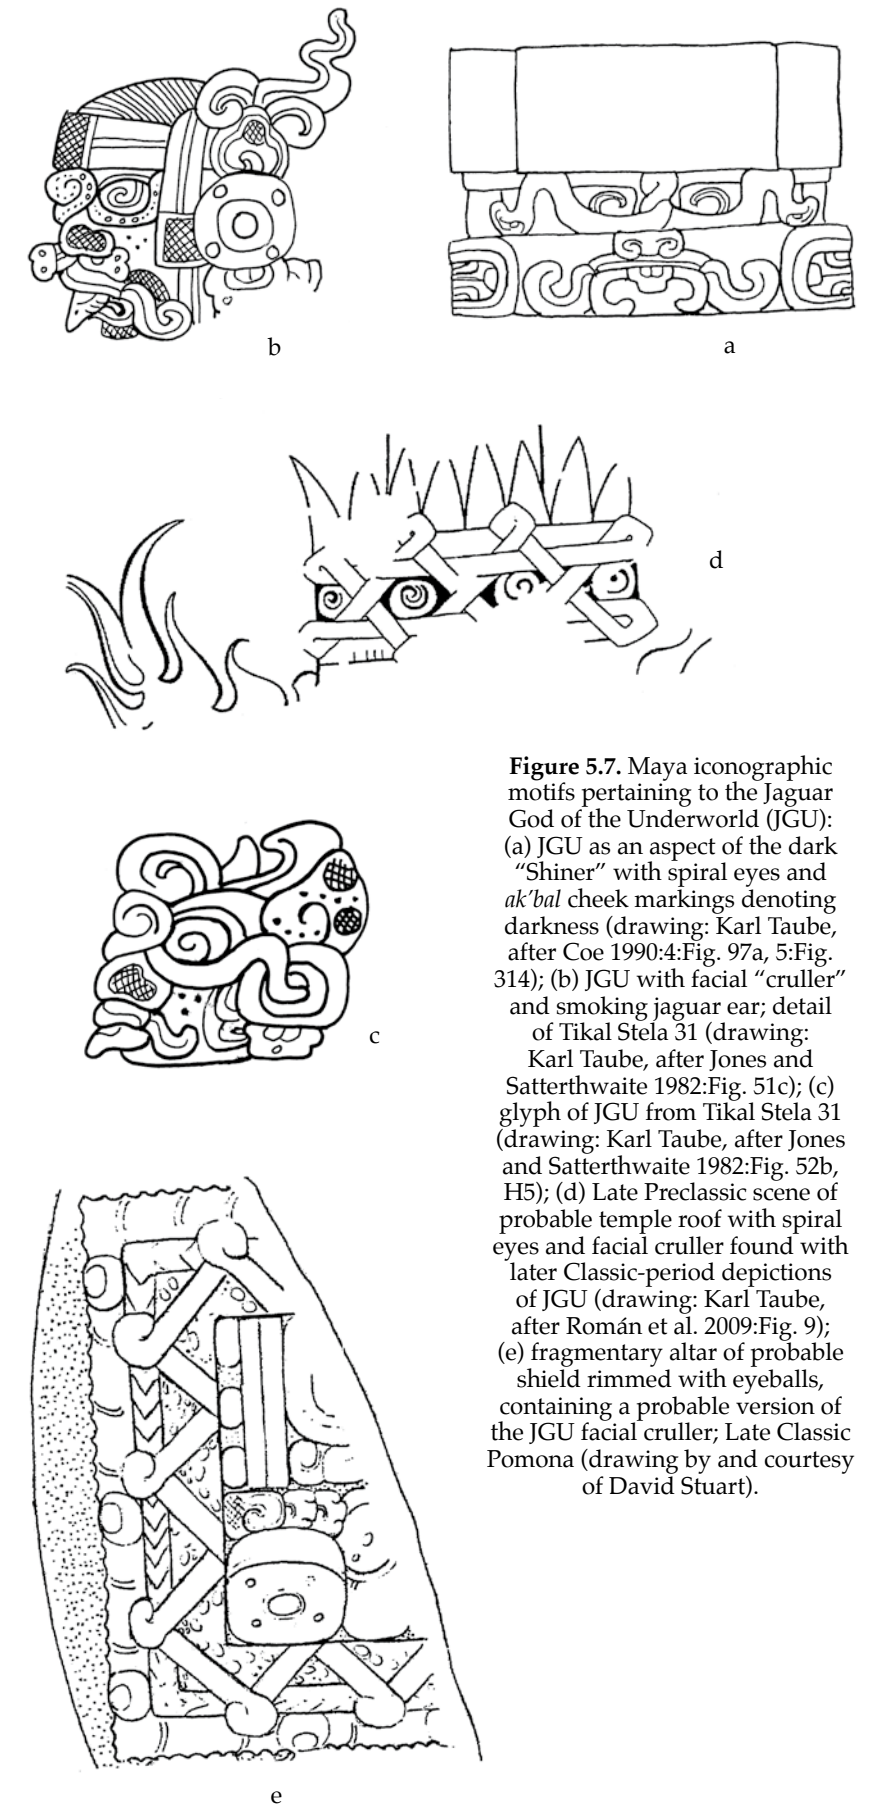 b
a
d
Figure 5.7. Maya iconographic
motifs pertaining to the Jaguar
God of the Underworld (JGU):
(a) JGU as an aspect of the dark
“Shiner” with spiral eyes and
ak’bal cheek markings denoting
darkness (drawing: Karl Taube,
after Coe 1990:4:Fig. 97a, 5:Fig.
314); (b) JGU with facial “cruller”
and smoking jaguar ear; detail
of Tikal Stela 31 (drawing:
Karl Taube, after Jones and
Satterthwaite 1982:Fig. 51c); (c)
glyph of JGU from Tikal Stela 31
(drawing: Karl Taube, after Jones
and Satterthwaite 1982:Fig. 52b,
H5); (d) Late Preclassic scene of
probable temple roof with spiral
eyes and facial cruller found with
later Classic-period depictions
of JGU (drawing: Karl Taube,
after Román et al. 2009:Fig. 9);
(e) fragmentary altar of probable
shield rimmed with eyeballs,
containing a probable version of
the JGU facial cruller; Late Classic
Pomona (drawing by and courtesy
of David Stuart).
c
e